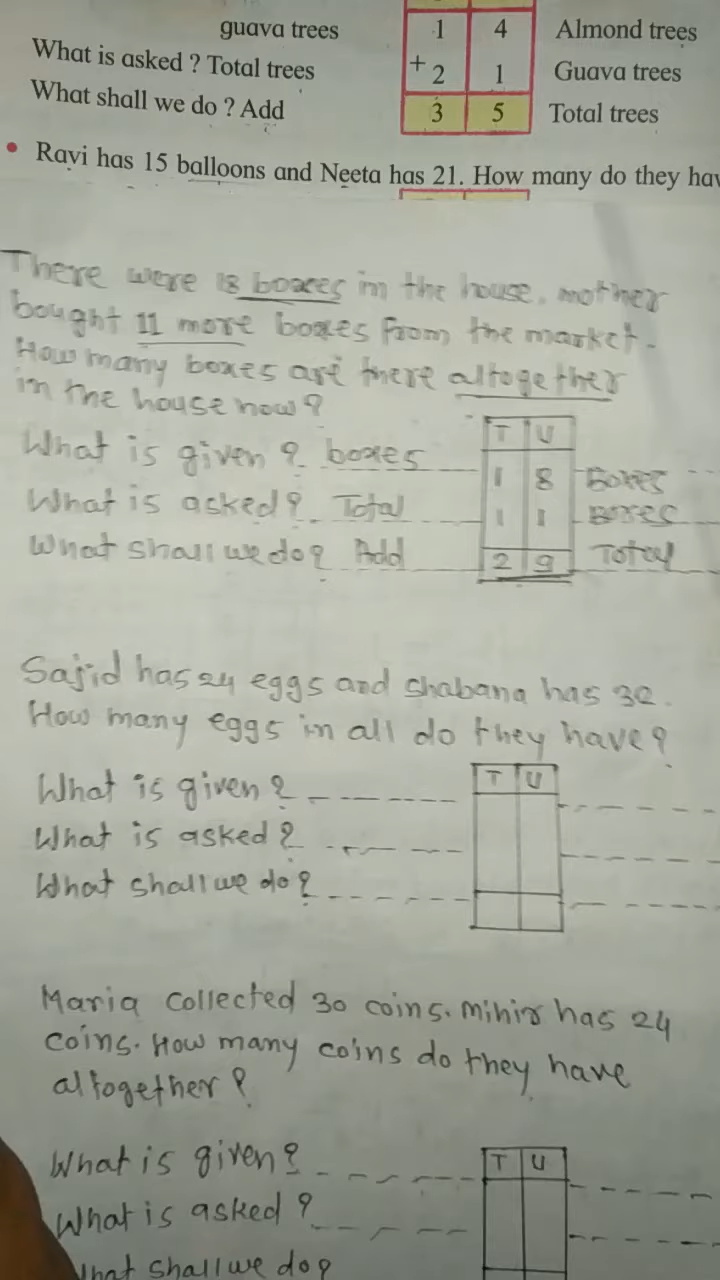 guava trees
1 4 Almond trees
What is asked ? Total trees
+ 2 1 Guava trees
What shall we do ? Add
3 5 Total trees
• Ravi has 15 balloons and Neeta has 21. How many do they hav
There were 18 boxes in the house. mother
bought 11 more boxes from the market.
How many boxes are there altogether
in the house now?
T U
What is given? boxes 1 8 Boxes
What is asked? Total 1 1 Boxes
What shall we do? Add 2 9 Total
Sajid has 24 eggs and Shabana has 32.
How many eggs in all do they have?
T U
What is given?
What is asked?
What shall we do?
Maria collected 30 coins. Mihir has 24
coins. How many coins do they have
altogether?
T U
What is given?
What is asked?
What shall we do?